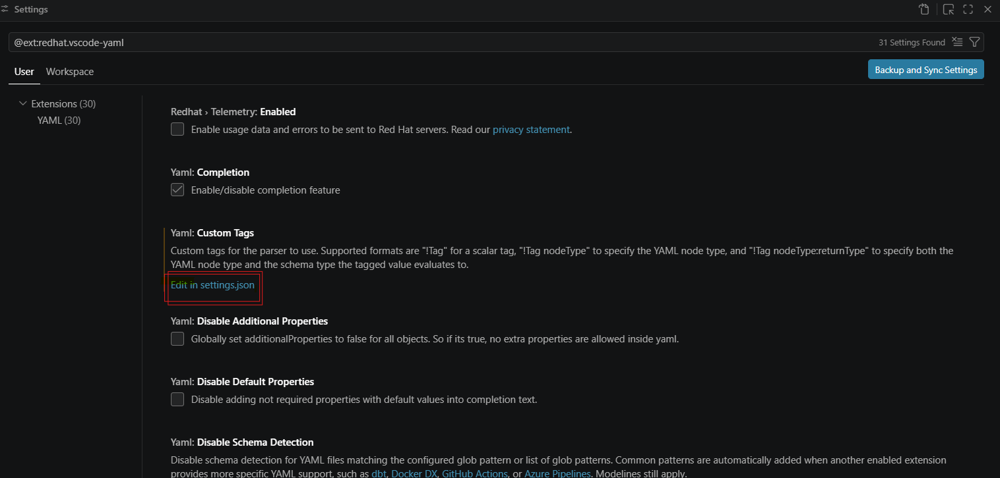 Settings
@ext:redhat.vscode-yaml
31 Settings Found
User Workspace
Backup and Sync Settings
Extensions (30)
YAML (30)
Redhat › Telemetry: Enabled
Enable usage data and errors to be sent to Red Hat servers. Read our privacy statement.
Yaml: Completion
Enable/disable completion feature
Yaml: Custom Tags
Custom tags for the parser to use. Supported formats are "!Tag" for a scalar tag, "!Tag nodeType" to specify the YAML node type, and "!Tag nodeType:returnType" to specify both the
YAML node type and the schema type the tagged value evaluates to.
Edit in settings.json
Yaml: Disable Additional Properties
Globally set additionalProperties to false for all objects. So if its true, no extra properties are allowed inside yaml.
Yaml: Disable Default Properties
Disable adding not required properties with default values into completion text.
Yaml: Disable Schema Detection
Disable schema detection for YAML files matching the configured glob pattern or list of glob patterns. Common patterns are automatically added when another enabled extension
provides more specific YAML support, such as dbt, Docker DX, GitHub Actions, or Azure Pipelines. Modelines still apply.